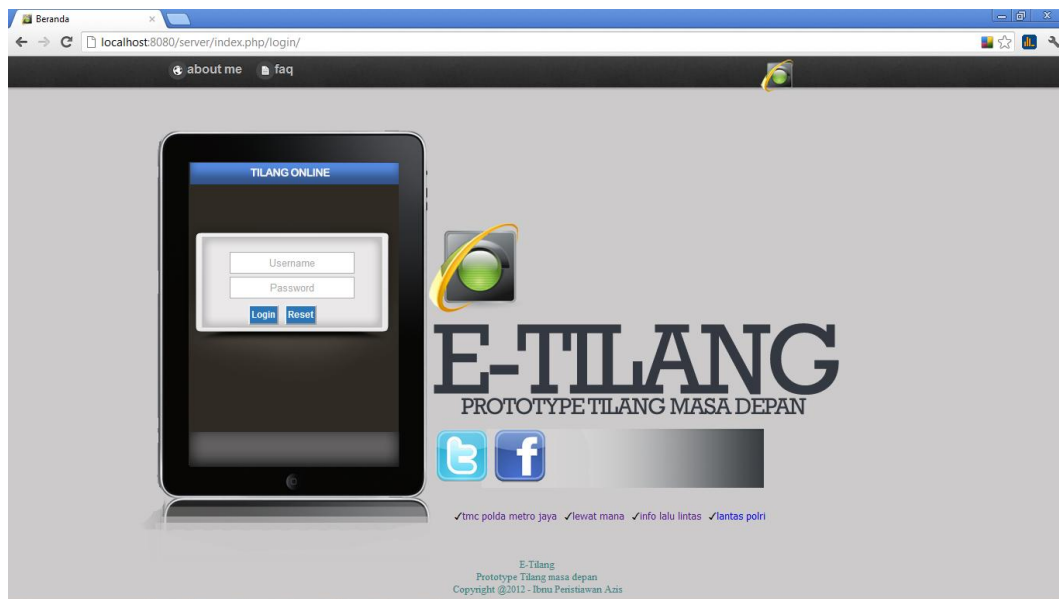 Beranda
localhost:8080/server/index.php/login/
about me faq
TILANG ONLINE
Username
Password
Login Reset
E-TILANG
PROTOTYPE TILANG MASA DEPAN
✓tmc polda metro jaya ✓lewat mana ✓info lalu lintas ✓lantas polri
E-Tilang
Prototype Tilang masa depan
Copyright @2012 - Ibnu Peristiawan Azis